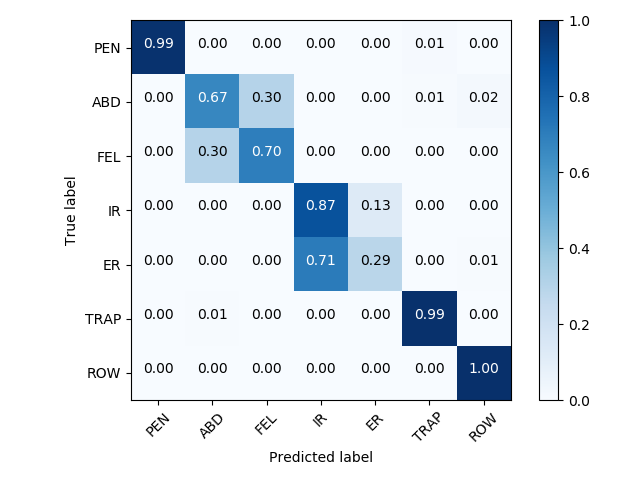 True label
PEN 0.99 0.00 0.00 0.00 0.00 0.01 0.00
ABD 0.00 0.67 0.30 0.00 0.00 0.01 0.02
FEL 0.00 0.30 0.70 0.00 0.00 0.00 0.00
IR 0.00 0.00 0.00 0.87 0.13 0.00 0.00
ER 0.00 0.00 0.00 0.71 0.29 0.00 0.01
TRAP 0.00 0.01 0.00 0.00 0.00 0.99 0.00
ROW 0.00 0.00 0.00 0.00 0.00 0.00 1.00
PEN ABD FEL IR ER TRAP ROW
Predicted label
1.0
0.8
0.6
0.4
0.2
0.0